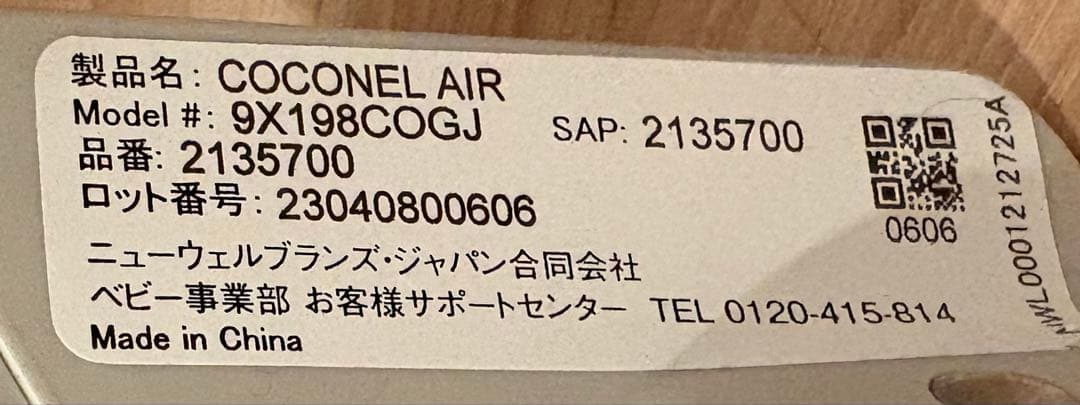 製品名: COCONEL AIR
Model #: 9X198COGJ
SAP: 2135700
品番: 2135700
ロット番号: 23040800606
0606
NWL0001212725A
ニューウェルブランズ・ジャパン合同会社
ベビー事業部 お客様サポートセンター TEL 0120-415-814
Made in China